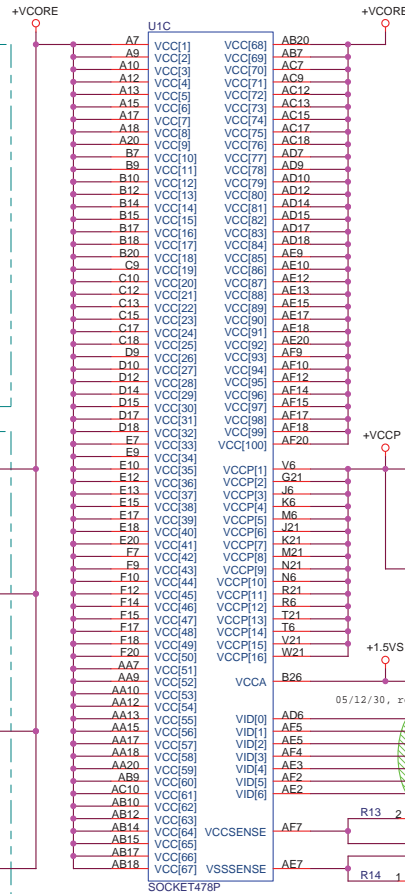 +VCORE +VCORE
U1C
A7 VCC[1] VCC[68] AB20
A9 VCC[2] VCC[69] AB7
A10 VCC[3] VCC[70] AC7
A12 VCC[4] VCC[71] AC9
A13 VCC[5] VCC[72] AC12
A15 VCC[6] VCC[73] AC13
A17 VCC[7] VCC[74] AC15
A18 VCC[8] VCC[75] AC17
A20 VCC[9] VCC[76] AC18
B7 VCC[10] VCC[77] AD7
B9 VCC[11] VCC[78] AD9
B10 VCC[12] VCC[79] AD10
B12 VCC[13] VCC[80] AD12
B14 VCC[14] VCC[81] AD14
B15 VCC[15] VCC[82] AD15
B17 VCC[16] VCC[83] AD17
B18 VCC[17] VCC[84] AD18
B20 VCC[18] VCC[85] AE9
C9 VCC[19] VCC[86] AE10
C10 VCC[20] VCC[87] AE12
C12 VCC[21] VCC[88] AE13
C13 VCC[22] VCC[89] AE15
C15 VCC[23] VCC[90] AE17
C17 VCC[24] VCC[91] AE18
C18 VCC[25] VCC[92] AE20
D9 VCC[26] VCC[93] AF9
D10 VCC[27] VCC[94] AF10
D12 VCC[28] VCC[95] AF12
D14 VCC[29] VCC[96] AF14
D15 VCC[30] VCC[97] AF15
D17 VCC[31] VCC[98] AF17
D18 VCC[32] VCC[99] AF18
E7 VCC[33] VCC[100] AF20
+VCCP
E9 VCC[34]
E10 VCC[35] VCCP[1] V6
E12 VCC[36] VCCP[2] G21
E13 VCC[37] VCCP[3] J6
E15 VCC[38] VCCP[4] K6
E17 VCC[39] VCCP[5] M6
E18 VCC[40] VCCP[6] J21
E20 VCC[41] VCCP[7] K21
F7 VCC[42] VCCP[8] M21
F9 VCC[43] VCCP[9] N21
F10 VCC[44] VCCP[10] N6
F12 VCC[45] VCCP[11] R21
F14 VCC[46] VCCP[12] R6
F15 VCC[47] VCCP[13] T21
F17 VCC[48] VCCP[14] T6
F18 VCC[49] VCCP[15] V21
F20 VCC[50] VCCP[16] W21
+1.5VS
AA7 VCC[51]
AA9 VCC[52] VCCA B26
AA10 VCC[53]
05/12/30,
AA12 VCC[54]
AA13 VCC[55] VID[0] AD6
AA15 VCC[56] VID[1] AF5
AA17 VCC[57] VID[2] AE5
AA18 VCC[58] VID[3] AF4
AA20 VCC[59] VID[4] AE3
AB9 VCC[60] VID[5] AF2
AC10 VCC[61] VID[6] AE2
AB10 VCC[62]
AB12 VCC[63] R13 2
AB14 VCC[64] VCCSENSE AF7
AB15 VCC[65]
AB17 VCC[66]
AB18 VCC[67] VSSSENSE AE7
R14 1
SOCKET478P